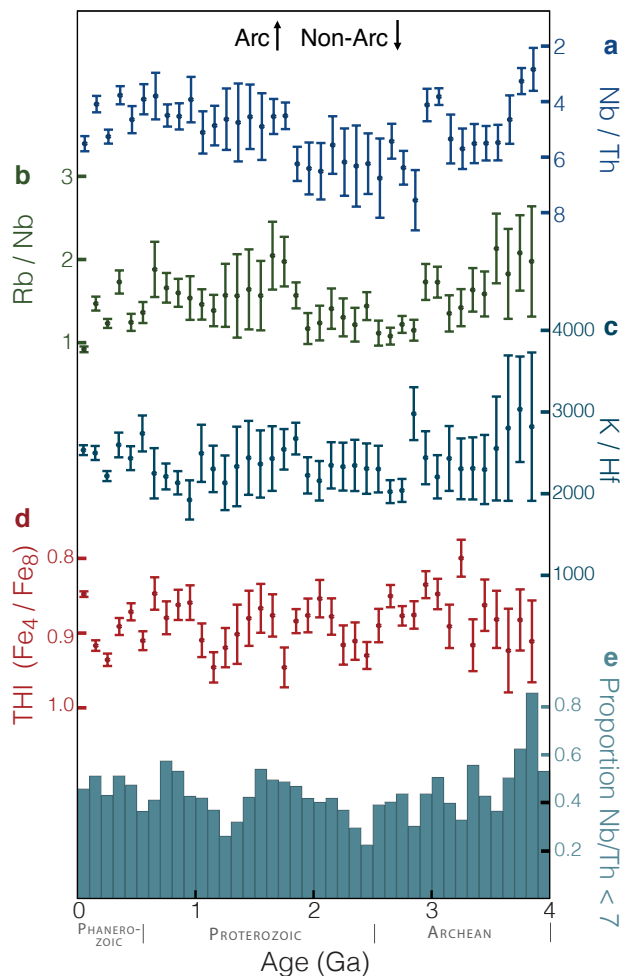 Arc↑ Non-Arc↓
a
Nb / Th
2
4
6
8
b
Rb / Nb
3
2
1
c
K / Hf
4000
3000
2000
1000
d
THI (Fe4 / Fe8)
0.8
0.9
1.0
e
Proportion Nb/Th < 7
0.8
0.6
0.4
0.2
0 1 2 3 4
PHANERO-
ZOIC
PROTEROZOIC
ARCHEAN
Age (Ga)